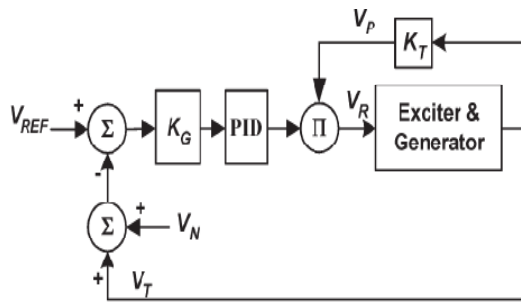 V_P
K_T
V_REF
+
Σ
K_G
PID
Π
V_R
Exciter &
Generator
-
Σ
+
V_N
+
V_T